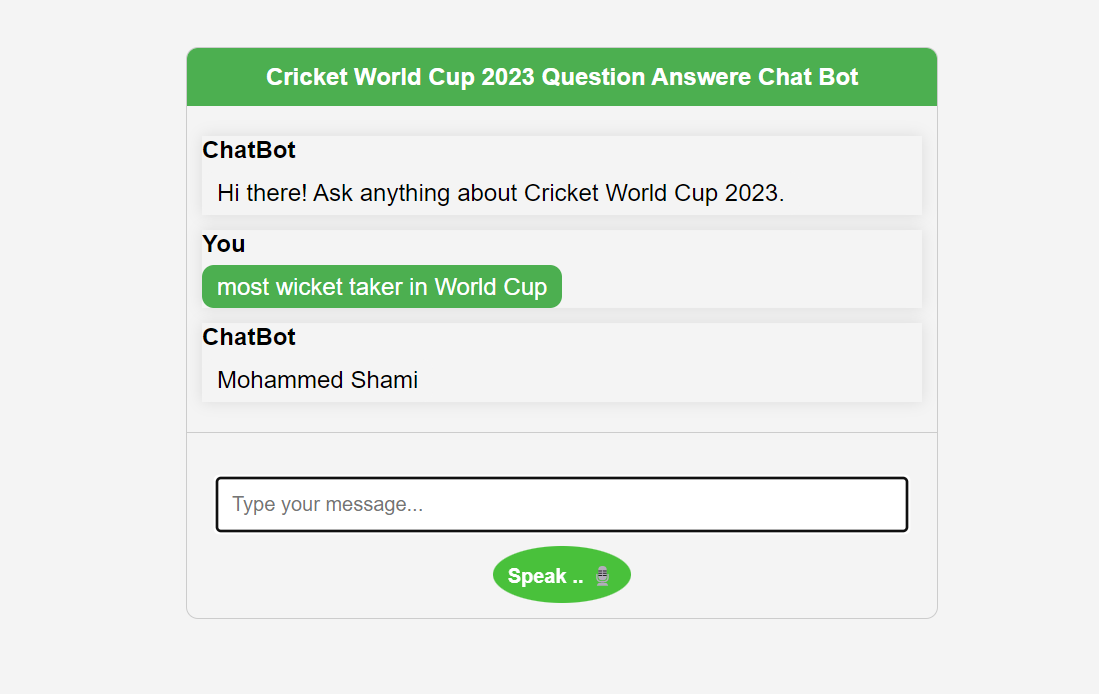 Cricket World Cup 2023 Question Answere Chat Bot
ChatBot
Hi there! Ask anything about Cricket World Cup 2023.
You
most wicket taker in World Cup
ChatBot
Mohammed Shami
Type your message...
Speak ..